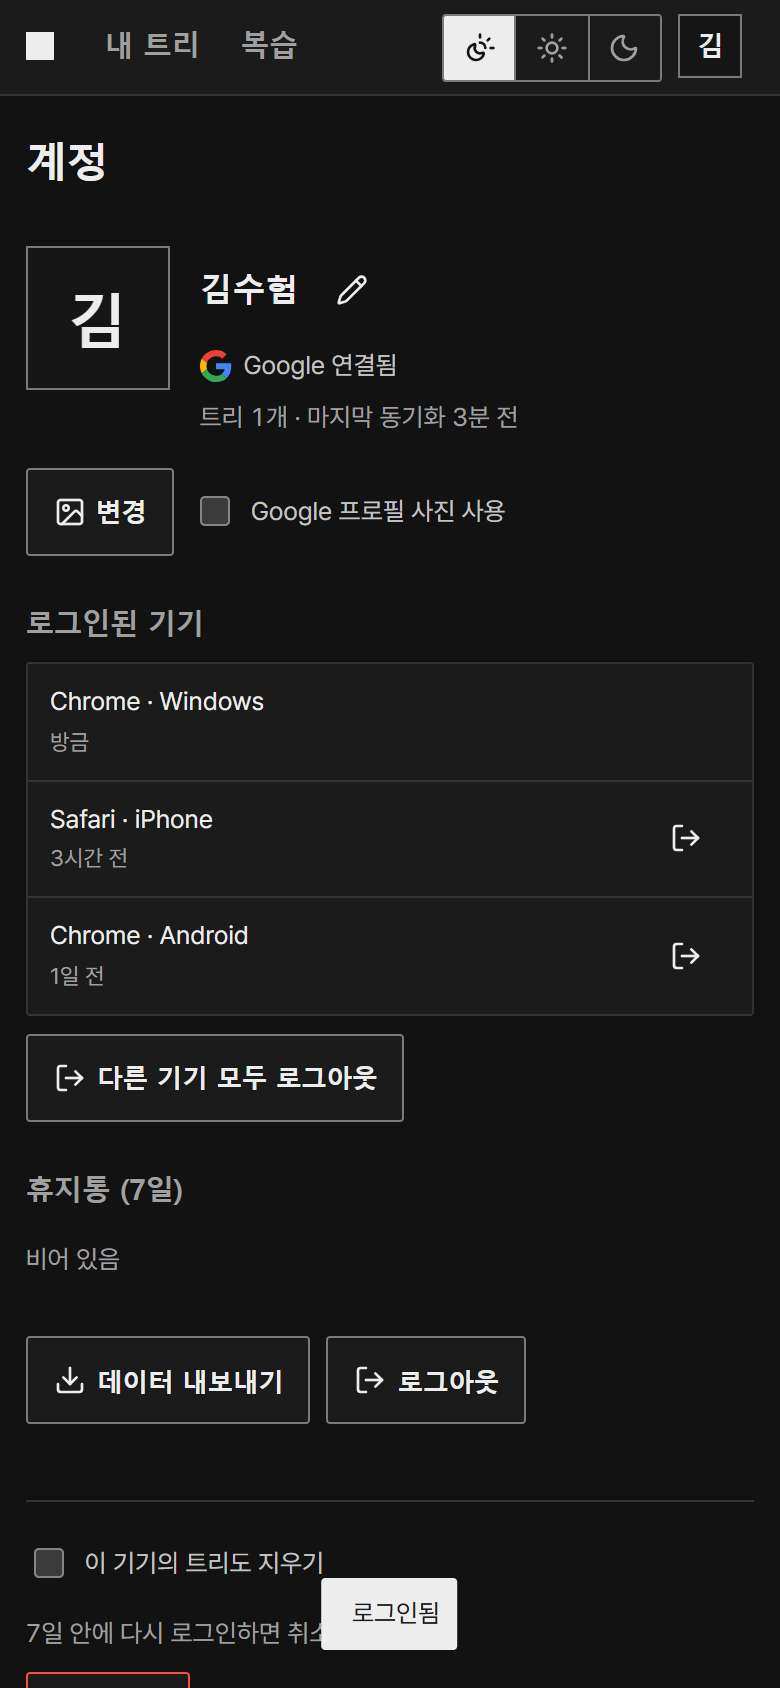 내 트리 복습 김
계정
김
김수험
Google 연결됨
트리 1개 · 마지막 동기화 3분 전
변경
Google 프로필 사진 사용
로그인된 기기
Chrome · Windows
방금
Safari · iPhone
3시간 전
Chrome · Android
1일 전
다른 기기 모두 로그아웃
휴지통 (7일)
비어 있음
데이터 내보내기
로그아웃
이 기기의 트리도 지우기
7일 안에 다시 로그인하면
로그인됨